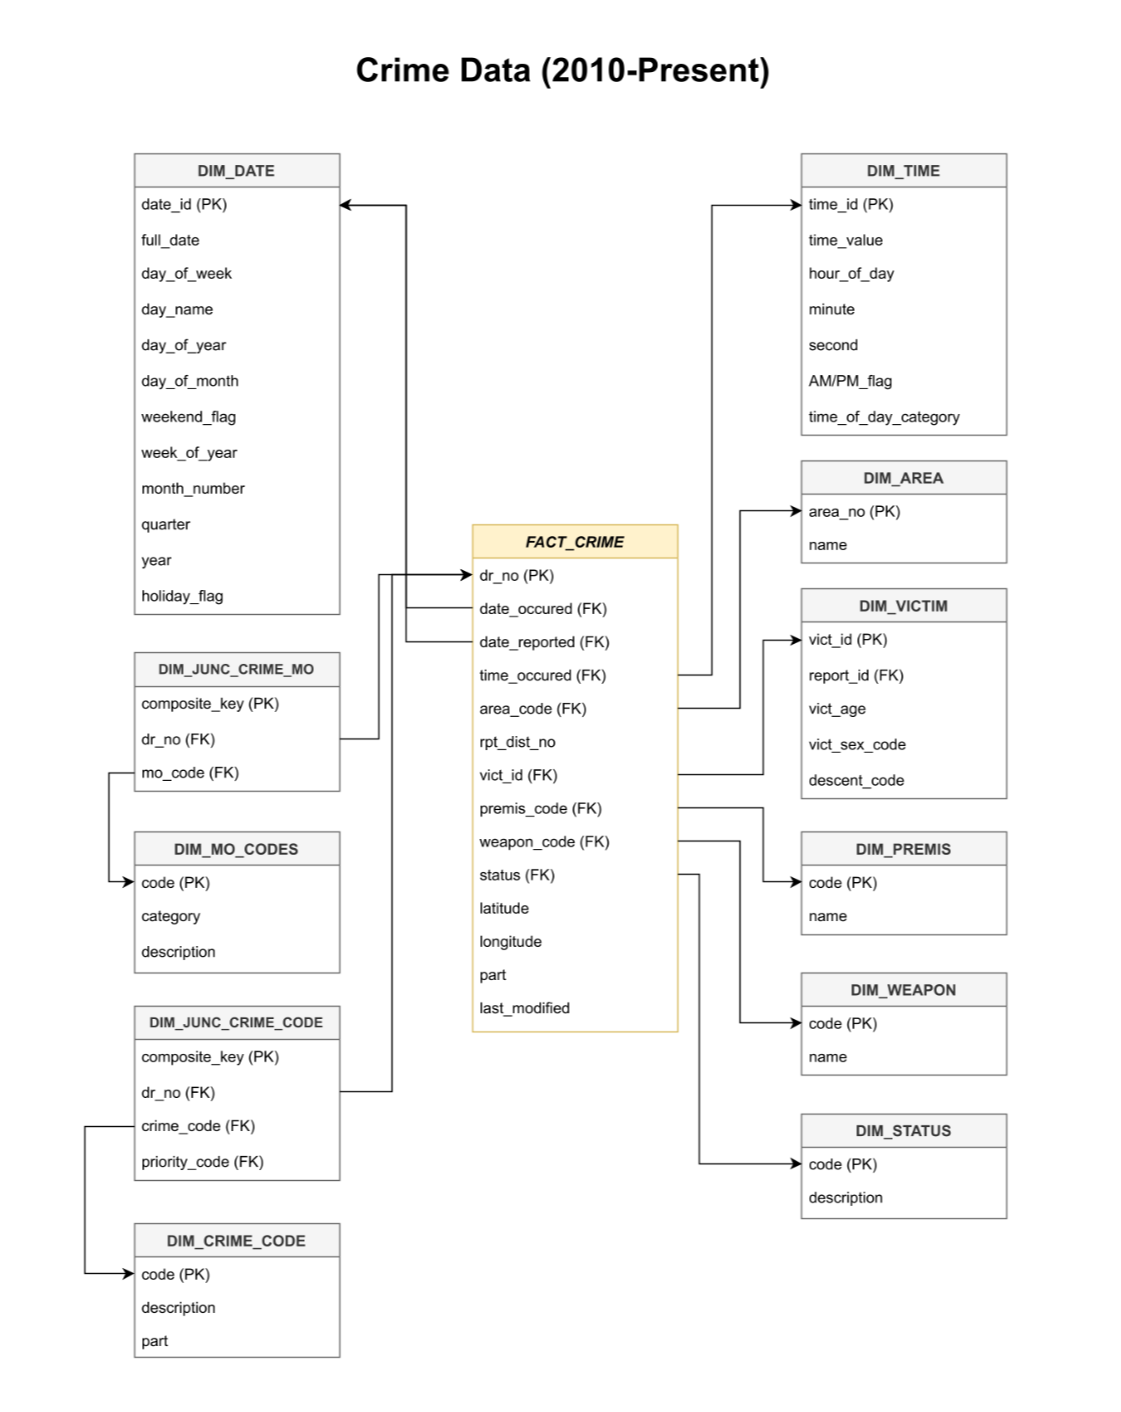 Crime Data (2010-Present)
DIM_DATE
date_id (PK)
full_date
day_of_week
day_name
day_of_year
day_of_month
weekend_flag
week_of_year
month_number
quarter
year
holiday_flag
DIM_JUNC_CRIME_MO
composite_key (PK)
dr_no (FK)
mo_code (FK)
DIM_MO_CODES
code (PK)
category
description
DIM_JUNC_CRIME_CODE
composite_key (PK)
dr_no (FK)
crime_code (FK)
priority_code (FK)
DIM_CRIME_CODE
code (PK)
description
part
FACT_CRIME
dr_no (PK)
date_occured (FK)
date_reported (FK)
time_occured (FK)
area_code (FK)
rpt_dist_no
vict_id (FK)
premis_code (FK)
weapon_code (FK)
status (FK)
latitude
longitude
part
last_modified
DIM_TIME
time_id (PK)
time_value
hour_of_day
minute
second
AM/PM_flag
time_of_day_category
DIM_AREA
area_no (PK)
name
DIM_VICTIM
vict_id (PK)
report_id (FK)
vict_age
vict_sex_code
descent_code
DIM_PREMIS
code (PK)
name
DIM_WEAPON
code (PK)
name
DIM_STATUS
code (PK)
description